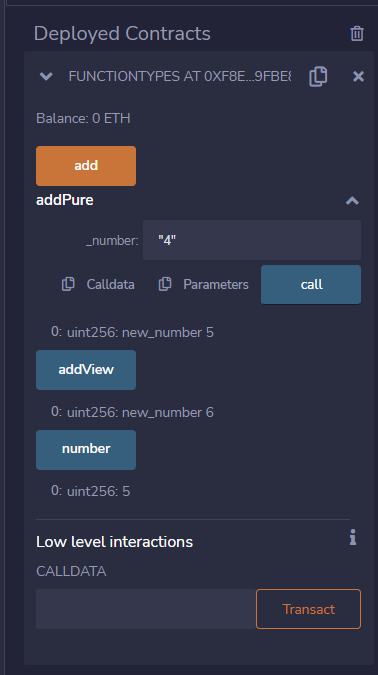 Deployed Contracts
FUNCTIONTYPES AT 0XF8E...9FBE8
Balance: 0 ETH
add
addPure
_number: "4"
Calldata Parameters call
0: uint256: new_number 5
addView
0: uint256: new_number 6
number
0: uint256: 5
Low level interactions
CALLDATA
Transact